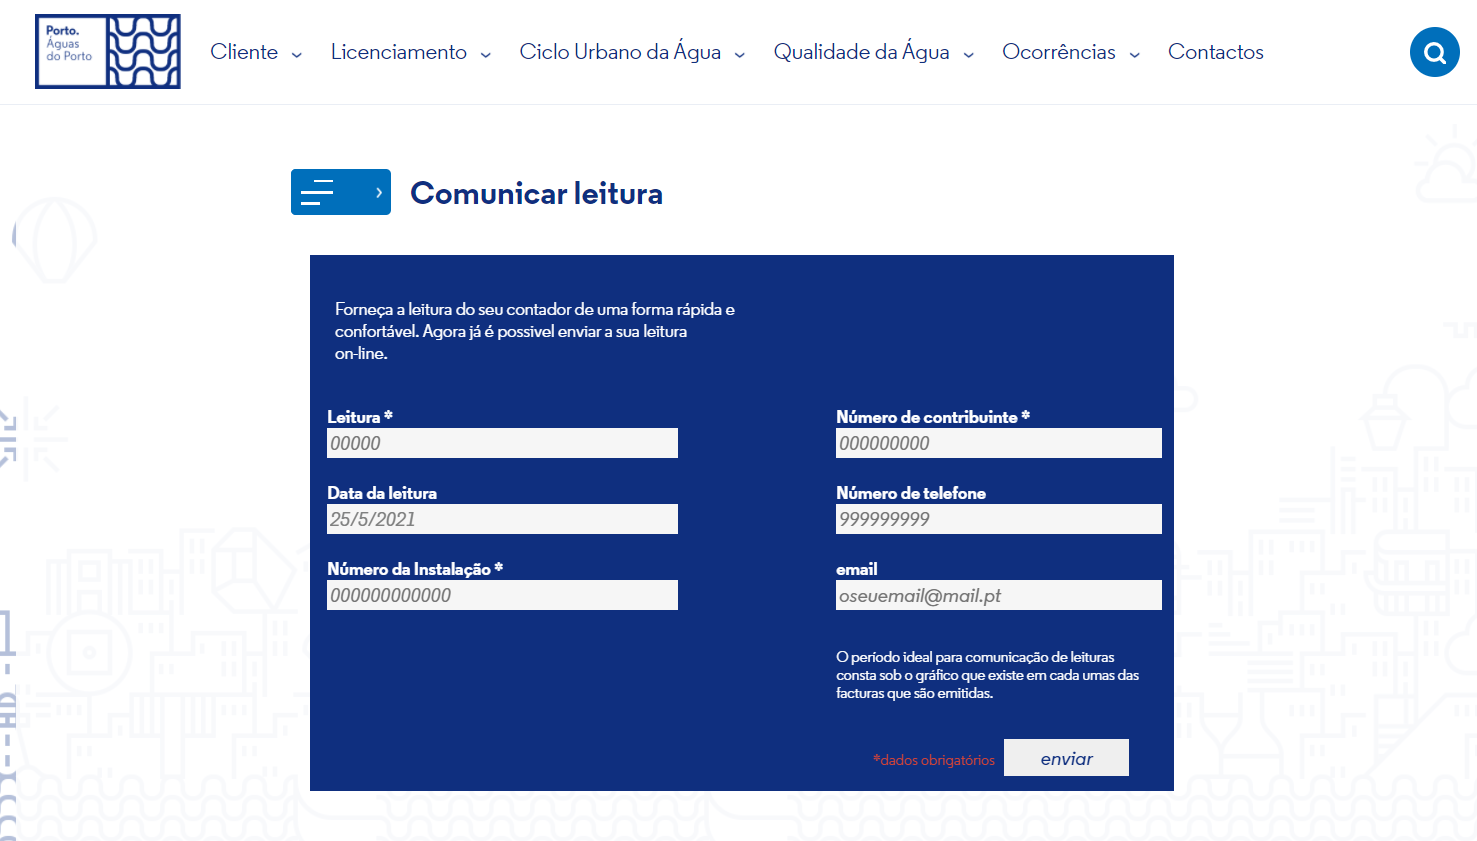 Porto.
Águas
do Porto
Cliente
Licenciamento
Ciclo Urbano da Água
Qualidade da Água
Ocorrências
Contactos
Comunicar leitura
Forneça a leitura do seu contador de uma forma rápida e
confortável. Agora já é possivel enviar a sua leitura
on-line.
Leitura *
00000
Número de contribuinte *
000000000
Data da leitura
25/5/2021
Número de telefone
999999999
Número da Instalação *
000000000000
email
oseuemail@mail.pt
O período ideal para comunicação de leituras
consta sob o gráfico que existe em cada umas das
facturas que são emitidas.
*dados obrigatórios
enviar